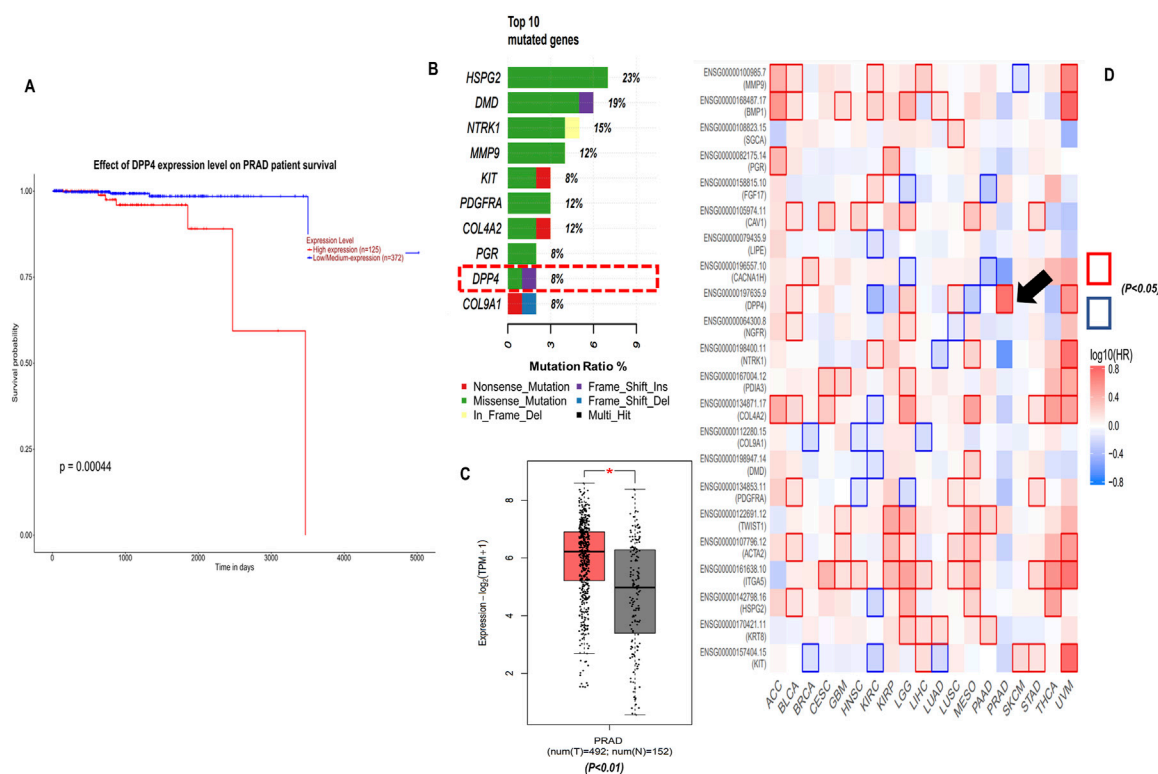 A
Effect of DPP4 expression level on PRAD patient survival
Survival probability
1.00
0.75
0.50
0.25
0.00
Expression Level
High expression (n=125)
Low/Medium-expression (n=372)
p = 0.00044
0
1000
2000
3000
4000
5000
Time in days
B
Top 10
mutated genes
HSPG2 23%
DMD 19%
NTRK1 15%
MMP9 12%
KIT 8%
PDGFRA 12%
COL4A2 12%
PGR 8%
DPP4 8%
COL9A1 8%
0 3 6 9
Mutation Ratio %
Nonsense_Mutation
Missense_Mutation
In_Frame_Del
Frame_Shift_Ins
Frame_Shift_Del
Multi_Hit
C
*
Expression − log2(TPM + 1)
8
6
4
2
PRAD
(num(T)=492; num(N)=152)
(P<0.01)
D
ENSG00000100985.7
(MMP9)
ENSG00000168487.17
(BMP1)
ENSG00000108823.15
(SGCA)
ENSG00000082175.14
(PGR)
ENSG00000158815.10
(FGF17)
ENSG00000105974.11
(CAV1)
ENSG00000079435.9
(LIPE)
ENSG00000196557.10
(CACNA1H)
ENSG00000197635.9
(DPP4)
ENSG00000064300.8
(NGFR)
ENSG00000198400.11
(NTRK1)
ENSG00000167004.12
(PDIA3)
ENSG00000134871.17
(COL4A2)
ENSG00000112280.15
(COL9A1)
ENSG00000198947.14
(DMD)
ENSG00000134853.11
(PDGFRA)
ENSG00000122691.12
(TWIST1)
ENSG00000107796.12
(ACTA2)
ENSG00000161638.10
(ITGA5)
ENSG00000142798.16
(HSPG2)
ENSG00000170421.11
(KRT8)
ENSG00000157404.15
(KIT)
ACC BLCA BRCA CESC GBM HNSC KIRC KIRP LGG LIHC LUAD LUSC MESO PAAD PRAD SKCM STAD THCA UVM
(P<0.05)
log10(HR)
0.8
0.4
0.0
−0.4
−0.8